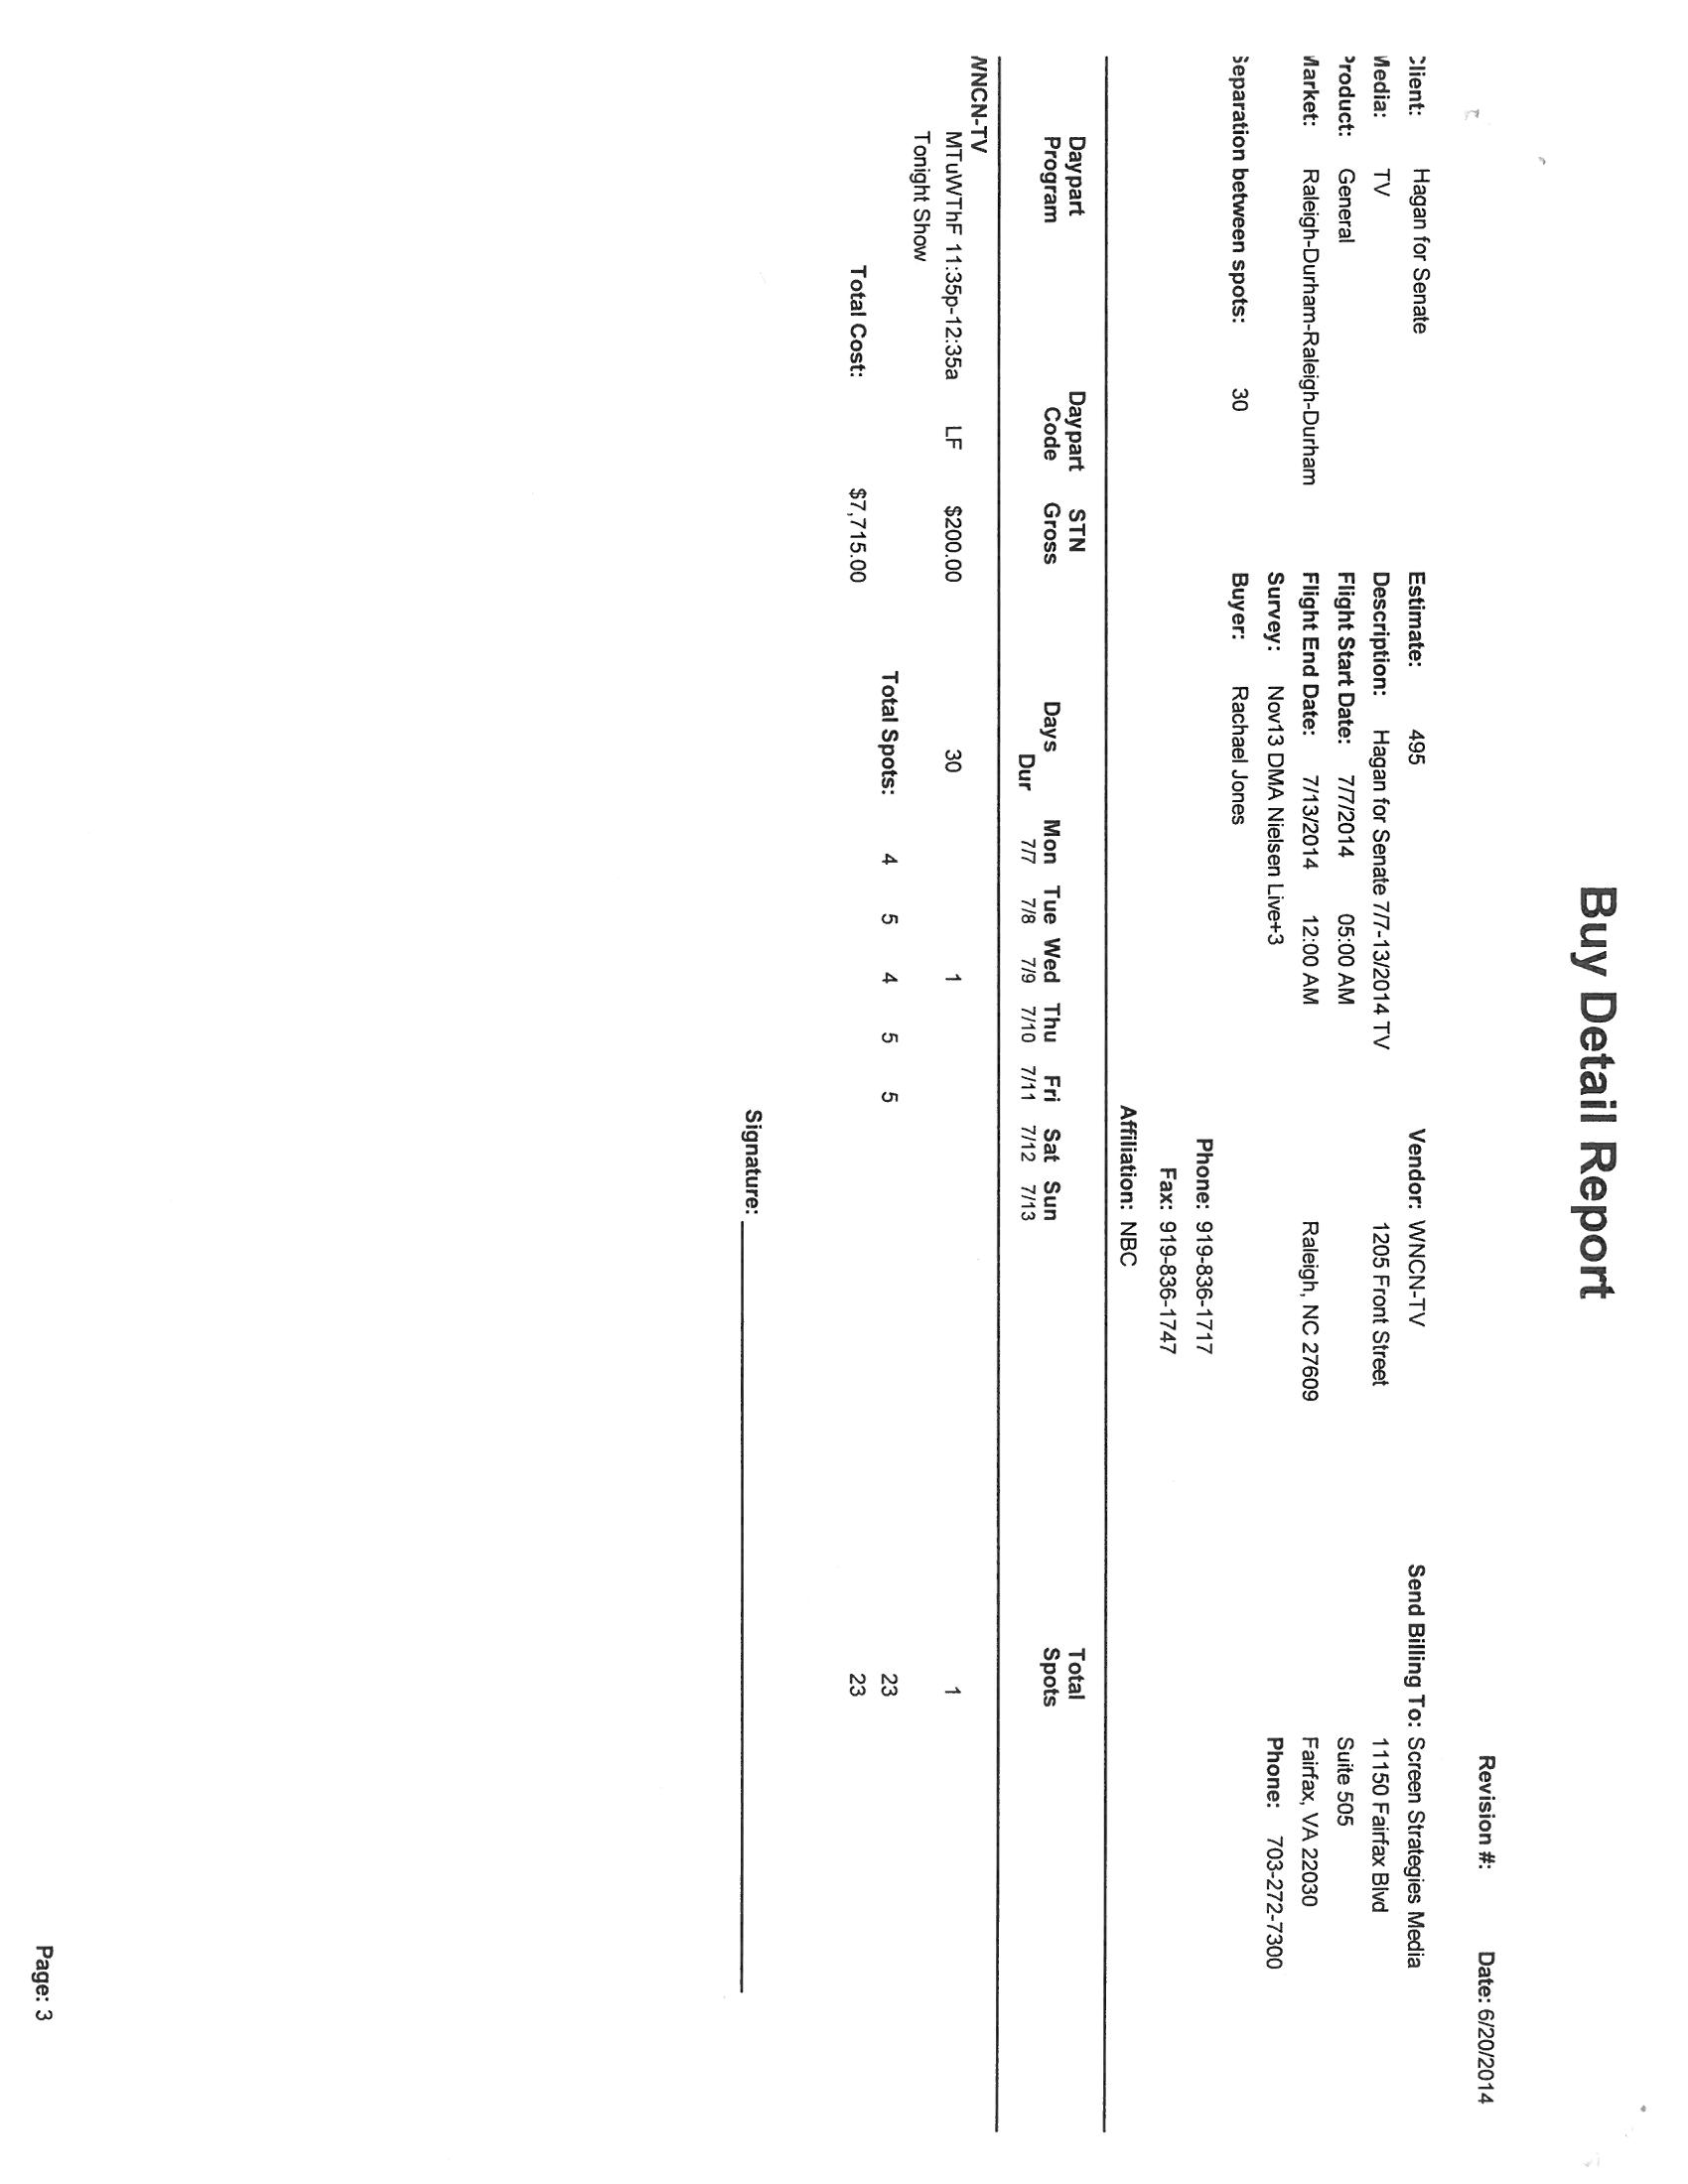 Buy Detail Report
Revision #: Date: 6/20/2014
Client: Hagan for Senate Estimate: 495 Vendor: WNCN-TV Send Billing To: Screen Strategies Media
Media: TV Description: Hagan for Senate 7/7-13/2014 TV 1205 Front Street 11150 Fairfax Blvd
Product: General Flight Start Date: 7/7/2014 05:00 AM Suite 505
Market: Raleigh-Durham-Raleigh-Durham Flight End Date: 7/13/2014 12:00 AM Raleigh, NC 27609 Fairfax, VA 22030
Survey: Nov13 DMA Nielsen Live+3 Phone: 703-272-7300
Separation between spots: 30 Buyer: Rachael Jones
Phone: 919-836-1717
Fax: 919-836-1747
Affiliation: NBC
Daypart Daypart STN Total
Program Code Gross Days Mon Tue Wed Thu Fri Sat Sun Spots
Dur 7/7 7/8 7/9 7/10 7/11 7/12 7/13
WNCN-TV
MTuWThF 11:35p-12:35a LF $200.00 30 1 1
Tonight Show
Total Spots: 4 5 4 5 5 23
Total Cost: $7,715.00 23
Signature:
Page: 3